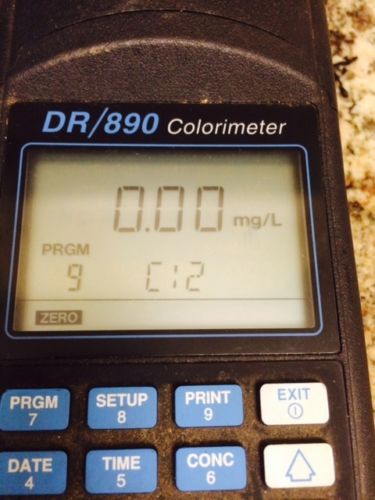 DR/890 Colorimeter
0.00 mg/L
PRGM
9 Cl2
ZERO
PRGM SETUP PRINT EXIT
7 8 9
DATE TIME CONC
4 5 6